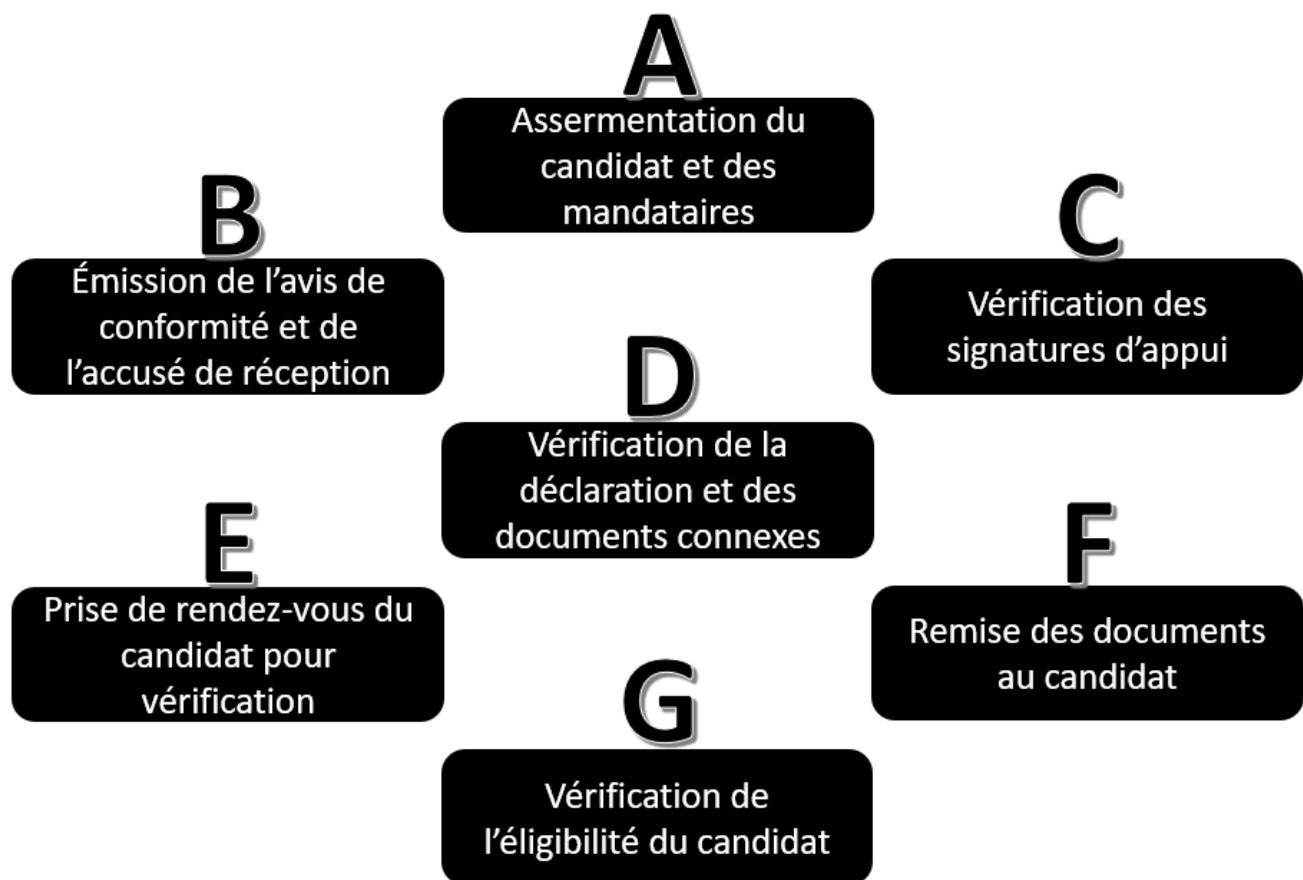 A
Assermentation du
candidat et des
mandataires
B
Émission de l’avis de
conformité et de
l’accusé de réception
C
Vérification des
signatures d’appui
D
Vérification de la
déclaration et des
documents connexes
E
Prise de rendez-vous du
candidat pour
vérification
F
Remise des documents
au candidat
G
Vérification de
l’éligibilité du candidat